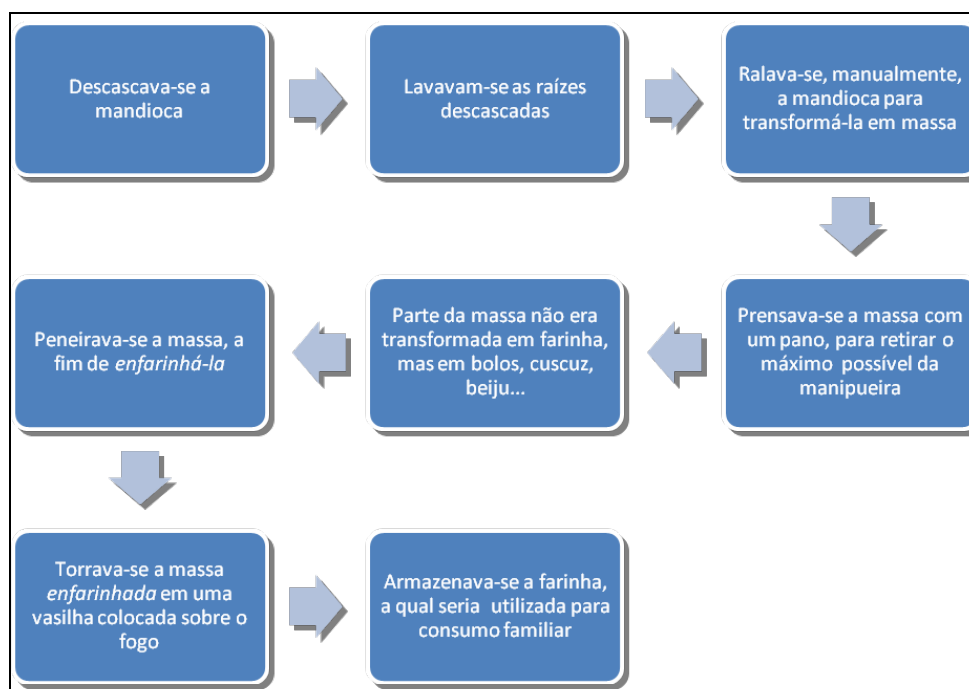 Descascava-se a
mandioca
Lavavam-se as raízes
descascadas
Ralava-se, manualmente,
a mandioca para
transformá-la em massa
Prensava-se a massa com
um pano, para retirar o
máximo possível da
manipueira
Parte da massa não era
transformada em farinha,
mas em bolos, cuscuz,
beiju...
Peneirava-se a massa, a
fim de enfarinhá-la
Torrava-se a massa
enfarinhada em uma
vasilha colocada sobre o
fogo
Armazenava-se a farinha,
a qual seria utilizada para
consumo familiar